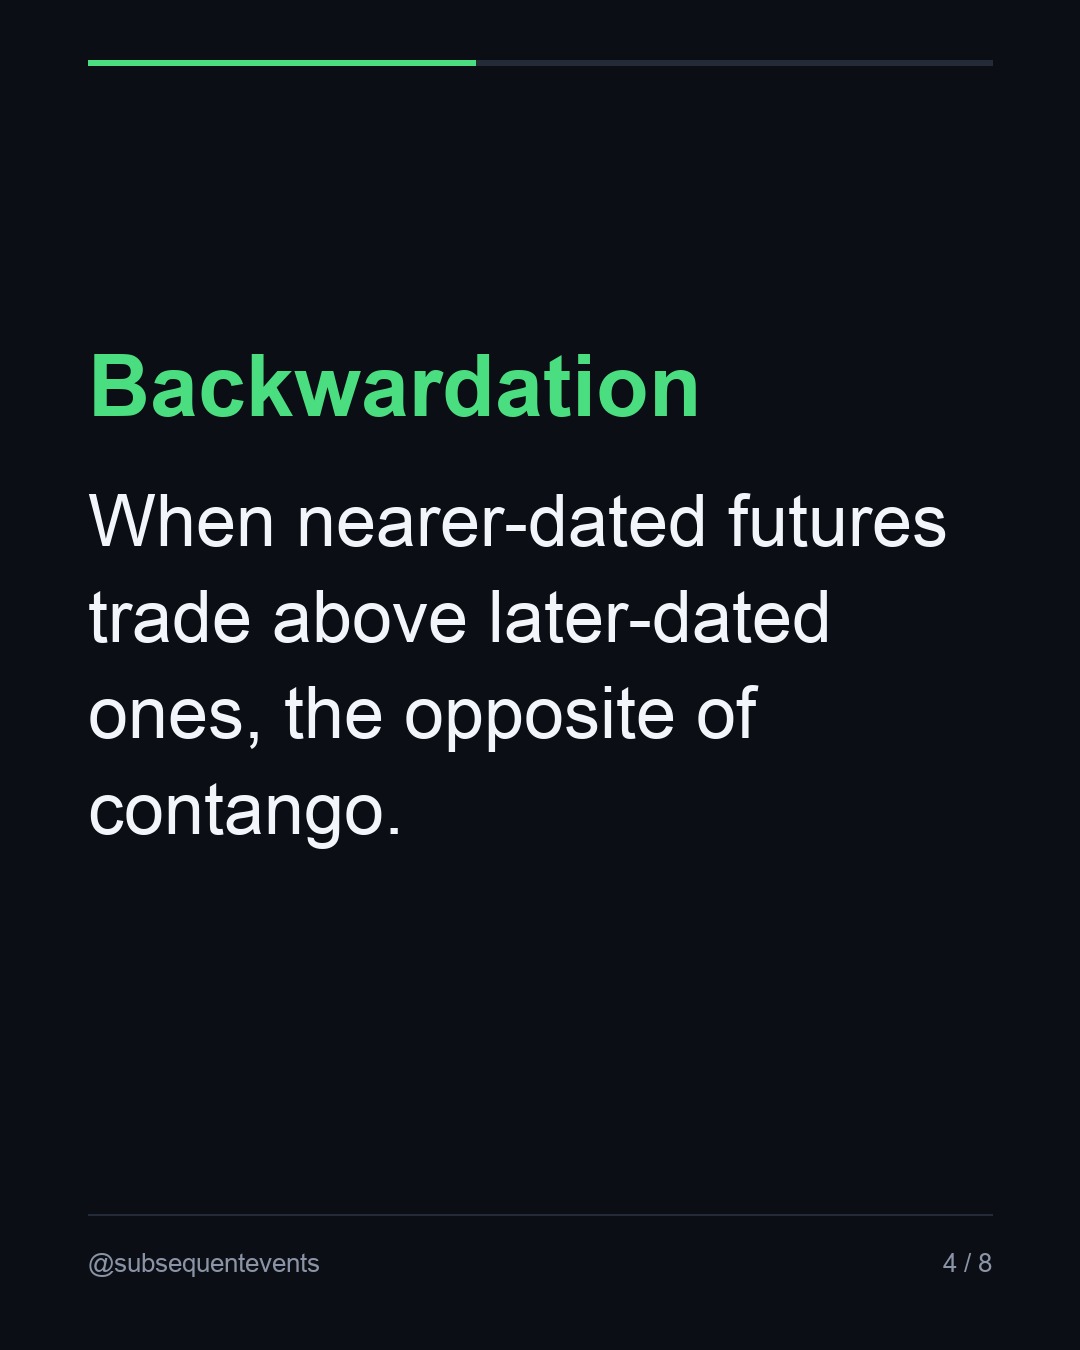 Backwardation
When nearer-dated futures
trade above later-dated
ones, the opposite of
contango.
@subsequentevents
4 / 8